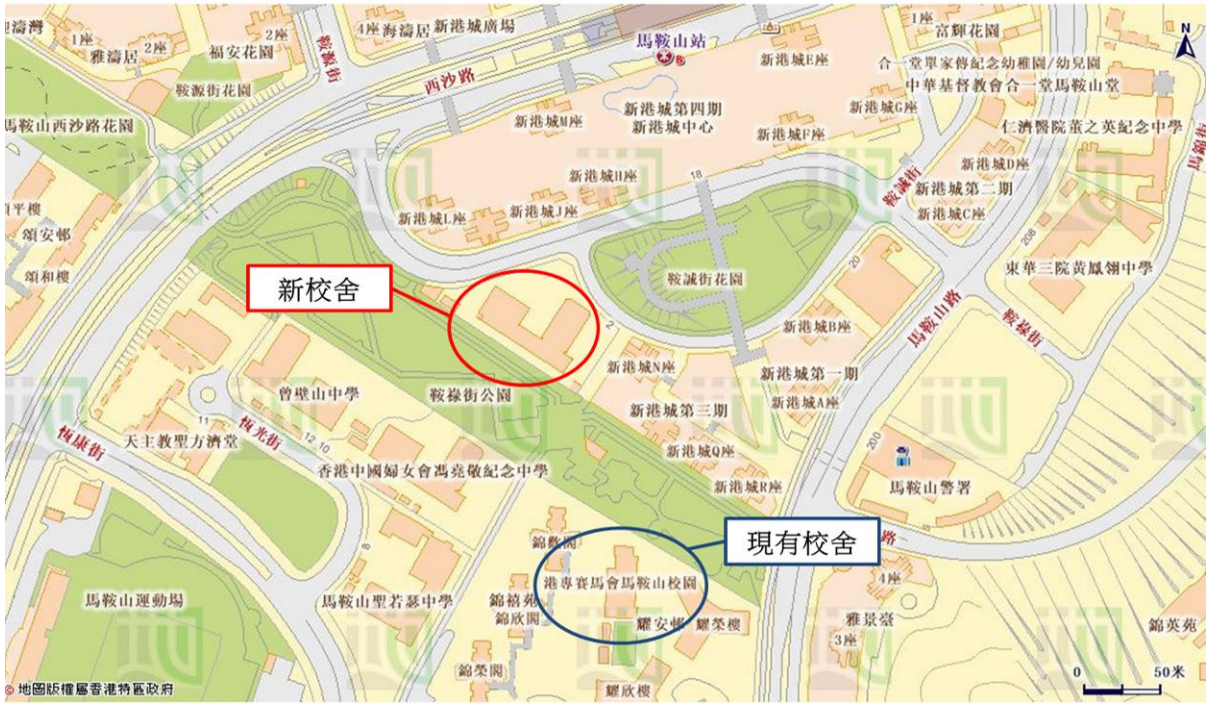 雅濤居
1座
2座
福安花園
2座
鞍源街
4座
海濤居
新港城廣場
鞍源街花園
西沙路
馬鞍山站
新港城E座
1座
富輝花園
N
合一堂單家傳紀念幼稚園/幼兒園
中華基督教會合一堂馬鞍山堂
馬鞍山西沙路花園
新港城M座
新港城第四期
新港城中心
新港城G座
新港城F座
仁濟醫院董之英紀念中學
新港城H座
18
鞍誠街
新港城D座
新港城第二期
新港城L座
新港城J座
新港城C座
頌安邨
頌和樓
208
新校舍
鞍誠街花園
20
東華三院黃鳳翎中學
21
新港城B座
馬鞍山路
鞍祿街
新港城N座
新港城第一期
曾璧山中學
鞍祿街公園
新港城第三期
新港城A座
恆康街
天主教聖方濟堂
11
恆光街
12 10
新港城Q座
200
香港中國婦女會馮堯敬紀念中學
新港城R座
馬鞍山警署
現有校舍
路
錦歡閣
8
港專賽馬會馬鞍山校園
4座
馬鞍山運動場
馬鞍山聖若瑟中學
錦禧苑
錦欣閣
耀安邨
耀榮樓
雅景臺
3座
錦英苑
錦榮閣
耀欣樓
0
50米
地圖版權屬香港特區政府